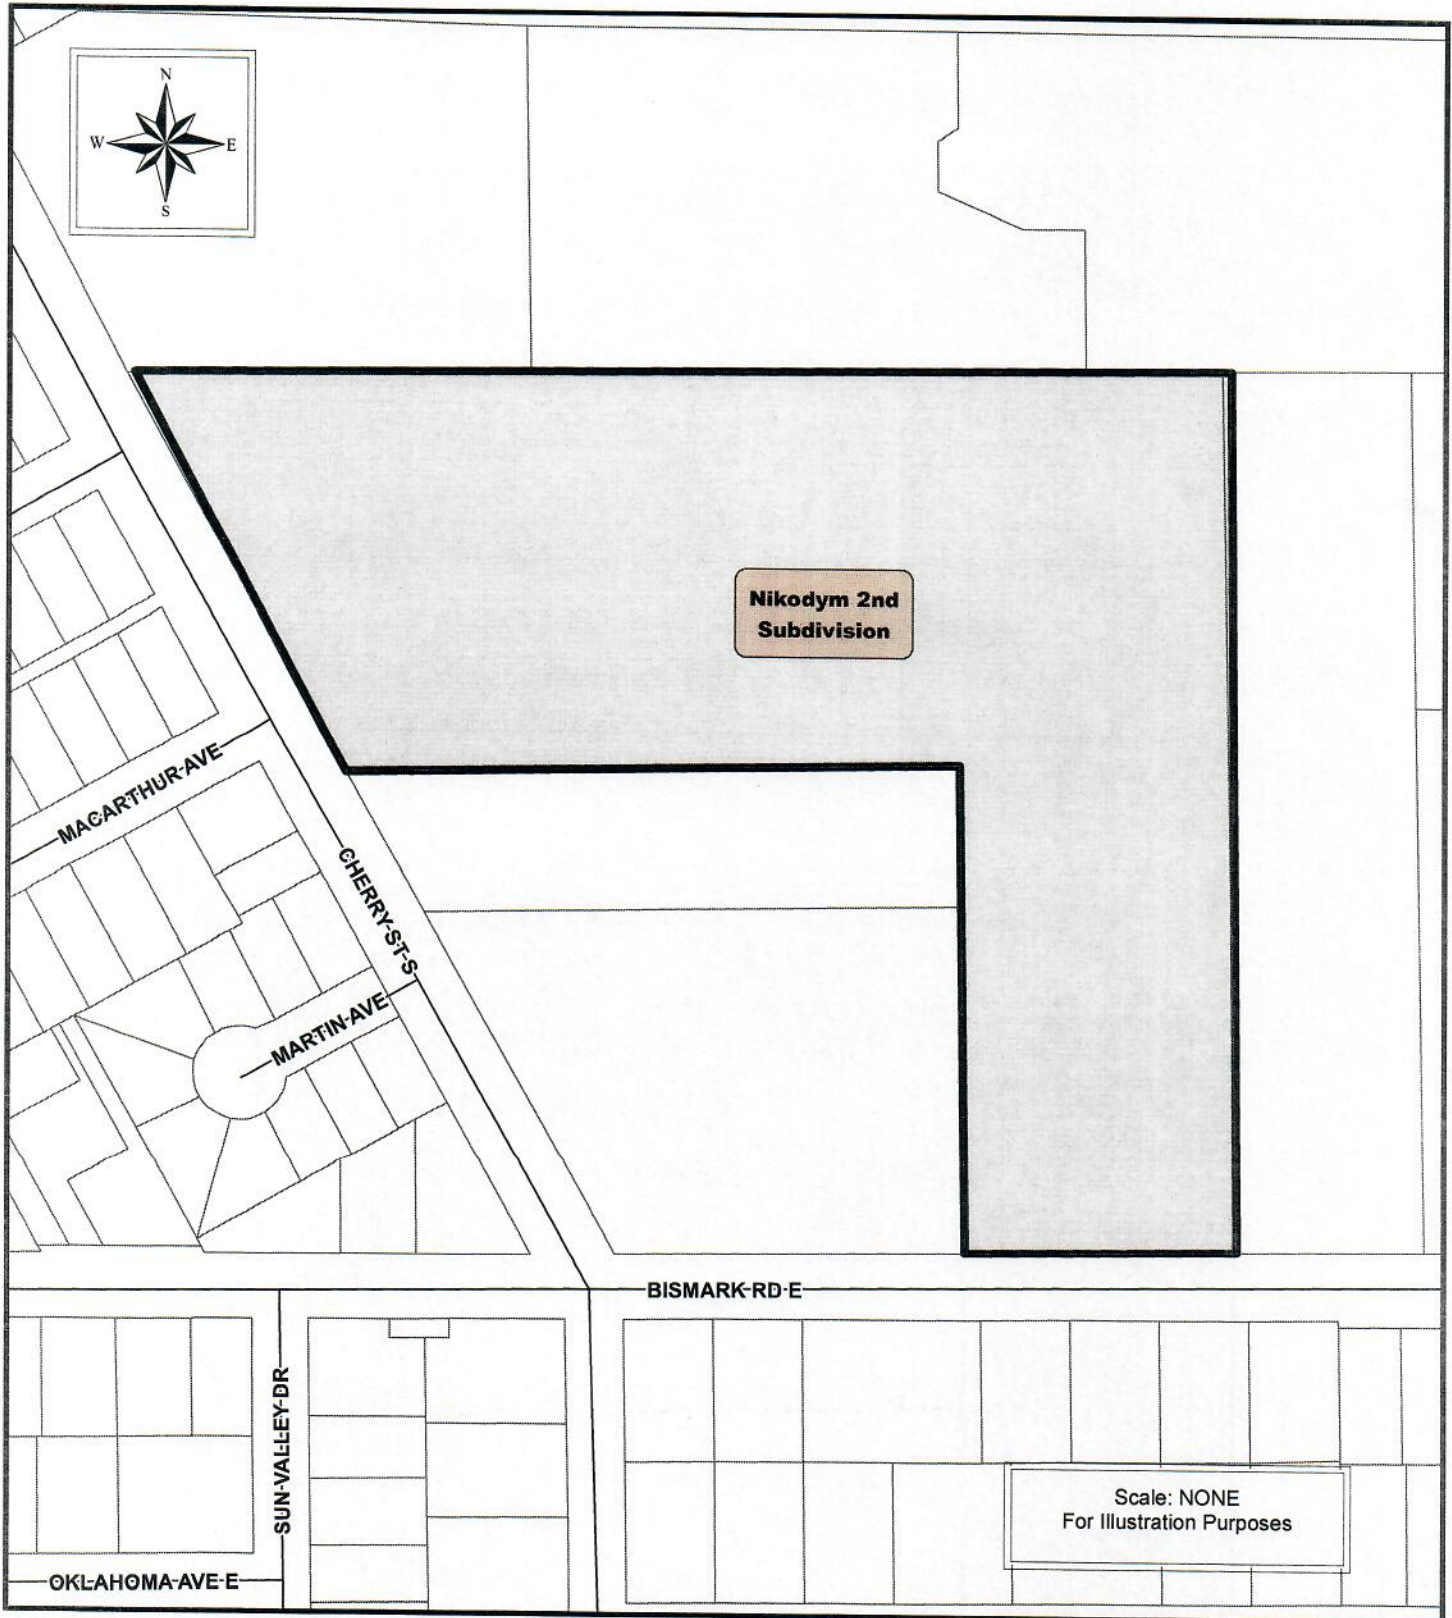 N
W E
S
Nikodym 2nd
Subdivision
MACARTHUR AVE
CHERRY ST S
MARTIN AVE
BISMARK RD E
SUN VALLEY DR
Scale: NONE
For Illustration Purposes
OKLAHOMA AVE E